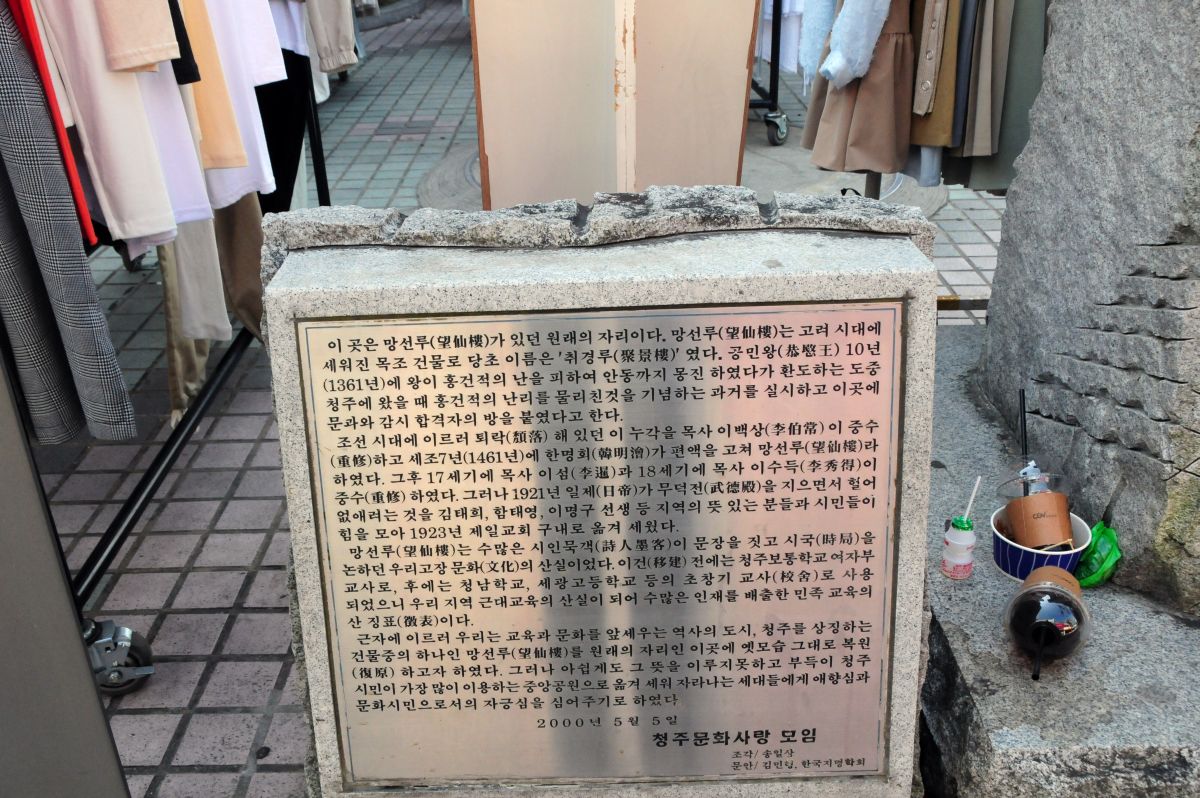 이 곳은 망선루(望仙樓)가 있던 원래의 자리이다. 망선루(望仙樓)는 고려 시대에
세워진 목조 건물로 당초 이름은 '취경루(聚景樓)' 였다. 공민왕(恭愍王) 10년
(1361년)에 왕이 홍건적의 난을 피하여 안동까지 몽진 하였다가 환도하는 도중
청주에 왔을 때 홍건적의 난리를 물리친것을 기념하는 과거를 실시하고 이곳에
문과와 감시 합격자의 방을 붙였다고 한다.
조선 시대에 이르러 퇴락(頹落) 해 있던 이 누각을 목사 이백상(李伯常) 이 중수
(重修)하고 세조7년(1461년)에 한명회(韓明澮)가 편액을 고쳐 망선루(望仙樓)라
하였다. 그후 17세기에 목사 이섬(李暹)과 18세기에 목사 이수득(李秀得)이
중수(重修) 하였다. 그러나 1921년 일제(日帝)가 무덕전(武德殿)을 지으면서 헐어
없애려는 것을 김태희, 함태영, 이명구 선생 등 지역의 뜻 있는 분들과 시민들이
힘을 모아 1923년 제일교회 구내로 옮겨 세웠다.
망선루(望仙樓)는 수많은 시인묵객(詩人墨客)이 문장을 짓고 시국(時局)을
논하던 우리고장 문화(文化)의 산실이었다. 이건(移建) 전에는 청주보통학교 여자부
교사로, 후에는 청남학교, 세광고등학교 등의 초창기 교사(校舍)로 사용
되었으니 우리 지역 근대교육의 산실이 되어 수많은 인재를 배출한 민족 교육의
산 징표(徵表)이다.
근자에 이르러 우리는 교육과 문화를 앞세우는 역사의 도시, 청주를 상징하는
건물중의 하나인 망선루(望仙樓)를 원래의 자리인 이곳에 옛모습 그대로 복원
(復原) 하고자 하였다. 그러나 아쉽게도 그 뜻을 이루지못하고 부득이 청주
시민이 가장 많이 이용하는 중앙공원으로 옮겨 세워 자라나는 세대들에게 애향심과
문화시민으로서의 자긍심을 심어주기로 하였다.
2000년 5월 5일
청주문화사랑 모임
조각/ 송일상
문안/ 김민형, 한국지명학회
CGV